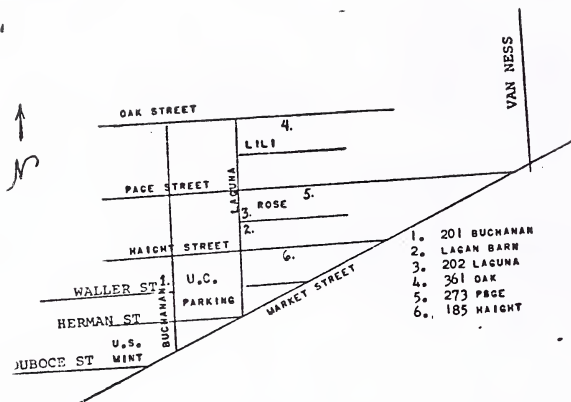 VAN NESS
OAK STREET
4.
N
LILI
LAGUNA
PAGE STREET
5.
3. ROSE
2.
HAIGHT STREET
6.
1. 201 BUCHANAN
2. LAGAN BARN
3. 202 LAGUNA
4. 361 OAK
5. 273 PBGE
6., 185 HAIGHT
WALLER ST
1.
U.C.
PARKING
MARKET STREET
BUCHANAN
HERMAN ST
U.S.
MINT
DUBOCE ST